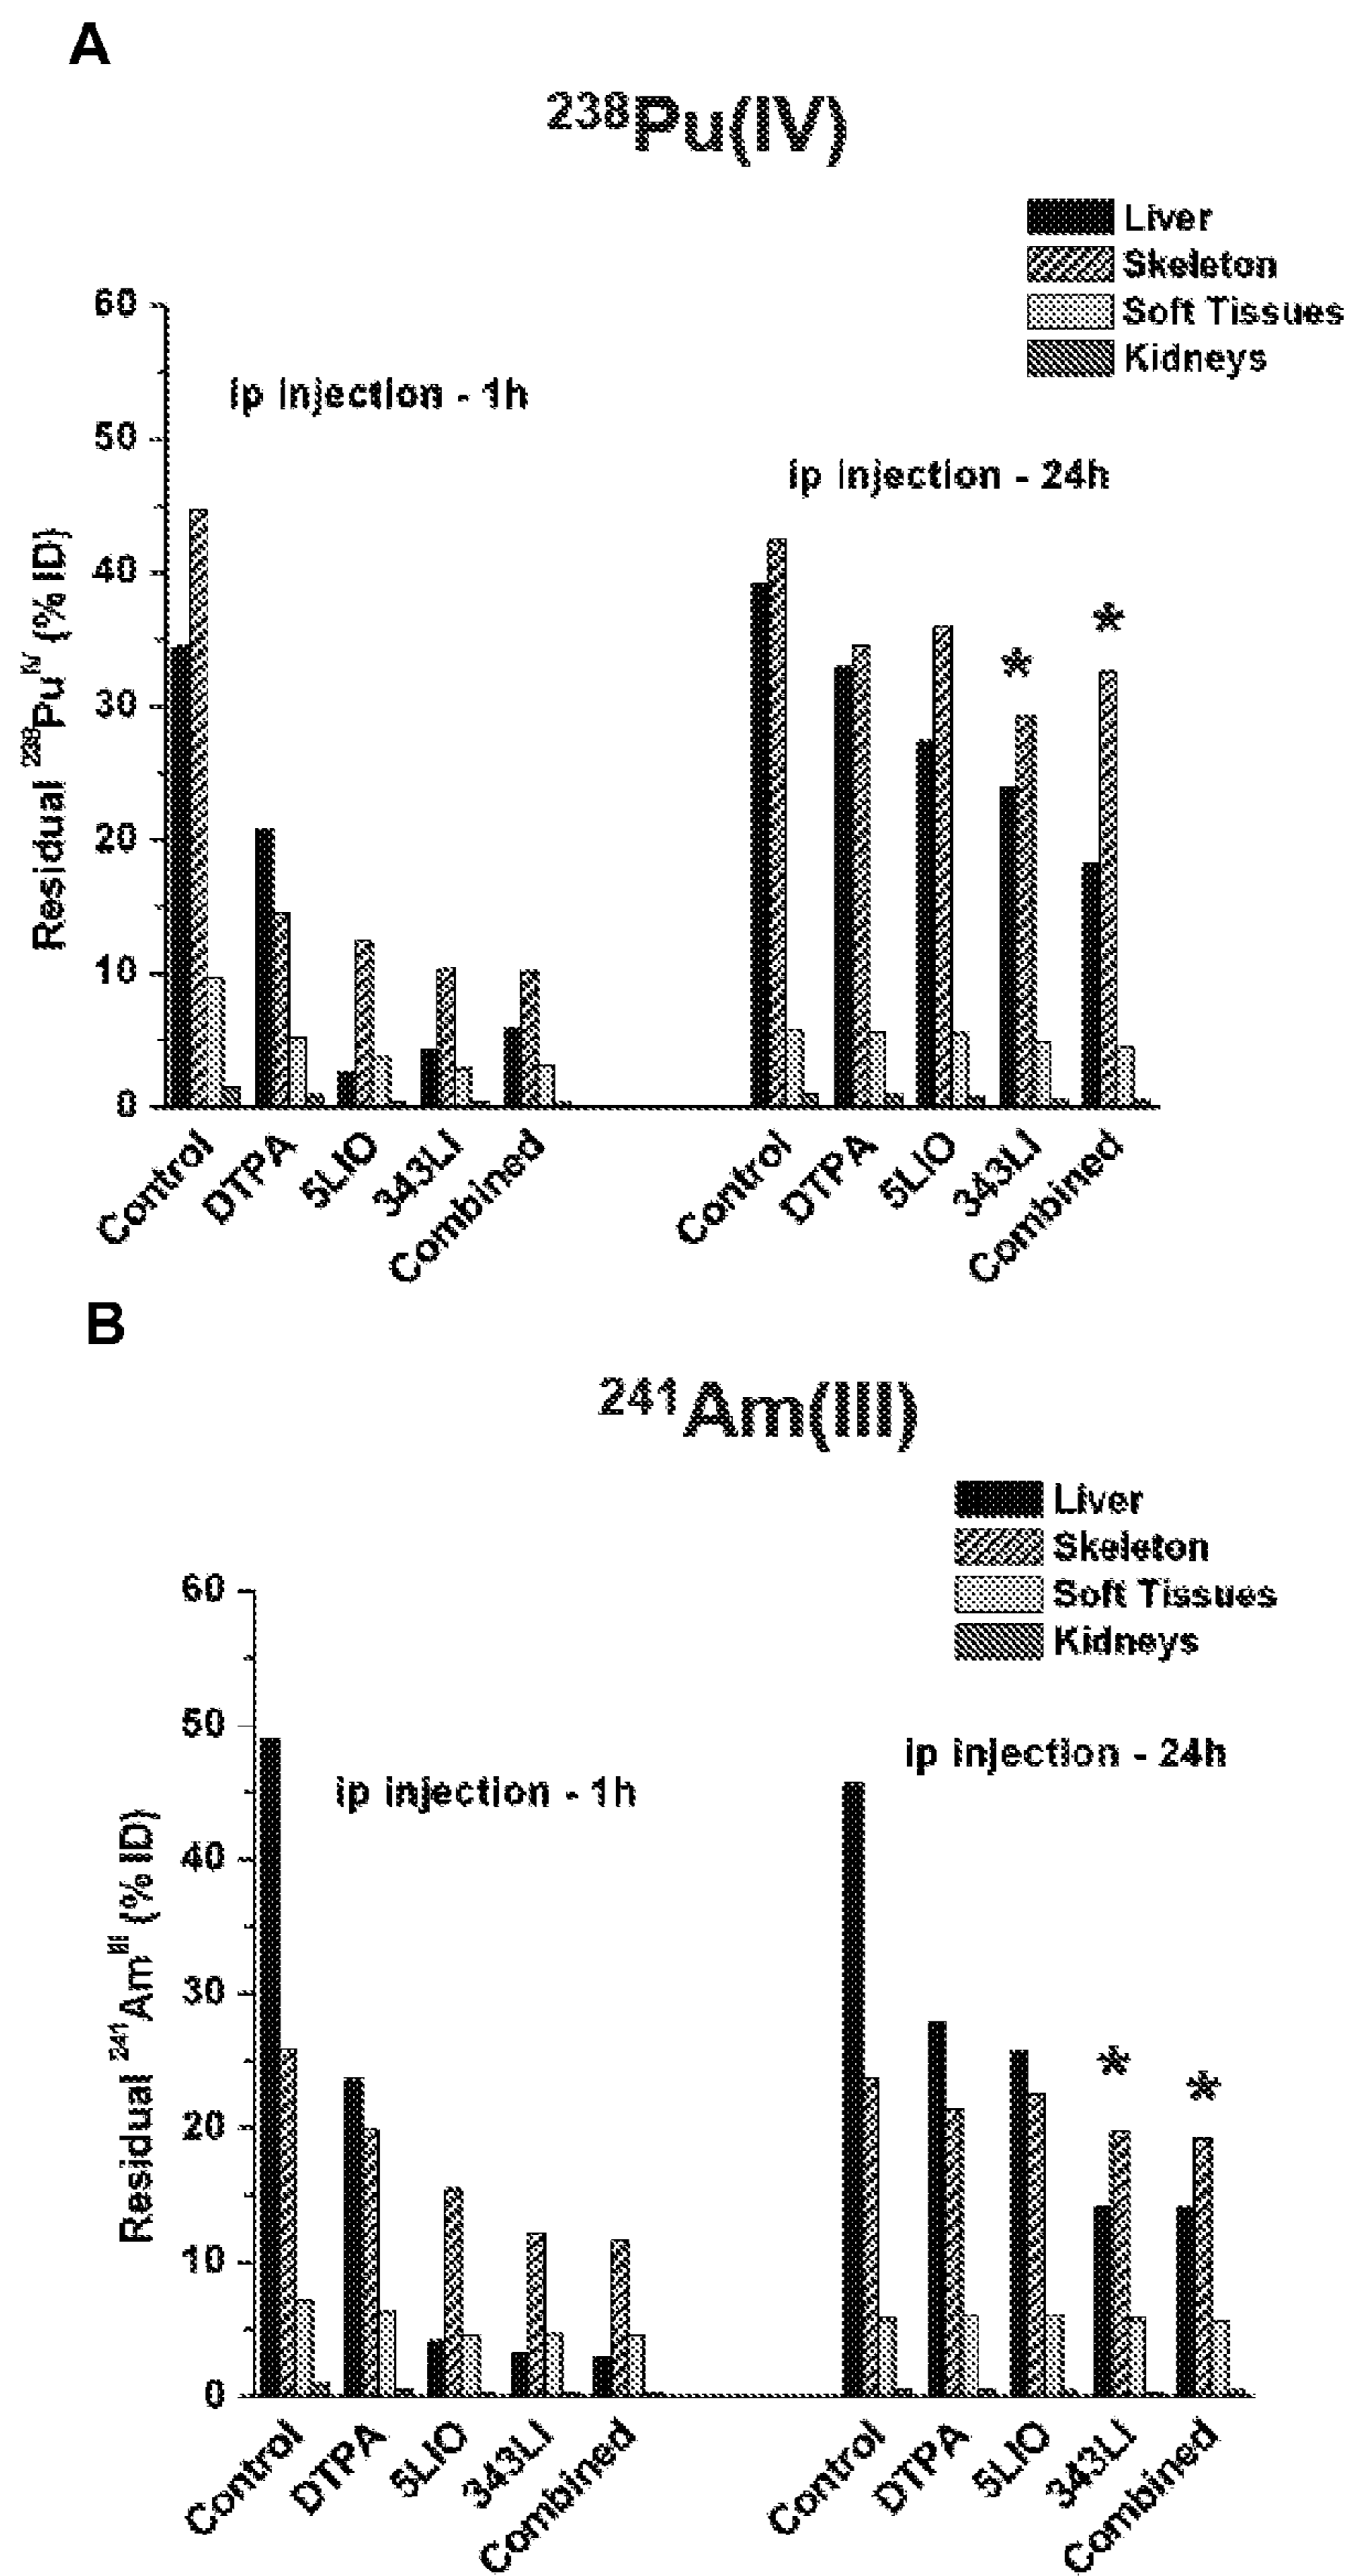 A
²³⁸Pu(IV)
Liver
Skeleton
Soft Tissues
Kidneys
60
50
40
30
20
10
0
ip injection - 1h
ip injection - 24h
*
*
Residual ²³⁸Puᴵⱽ (% ID)
Control
DTPA
5LIO
343LI
Combined
Control
DTPA
5LIO
343LI
Combined
B
²⁴¹Am(III)
Liver
Skeleton
Soft Tissues
Kidneys
60
50
40
30
20
10
0
ip injection - 1h
ip injection - 24h
*
*
Residual ²⁴¹Amᴵᴵᴵ (% ID)
Control
DTPA
5LIO
343LI
Combined
Control
DTPA
5LIO
343LI
Combined